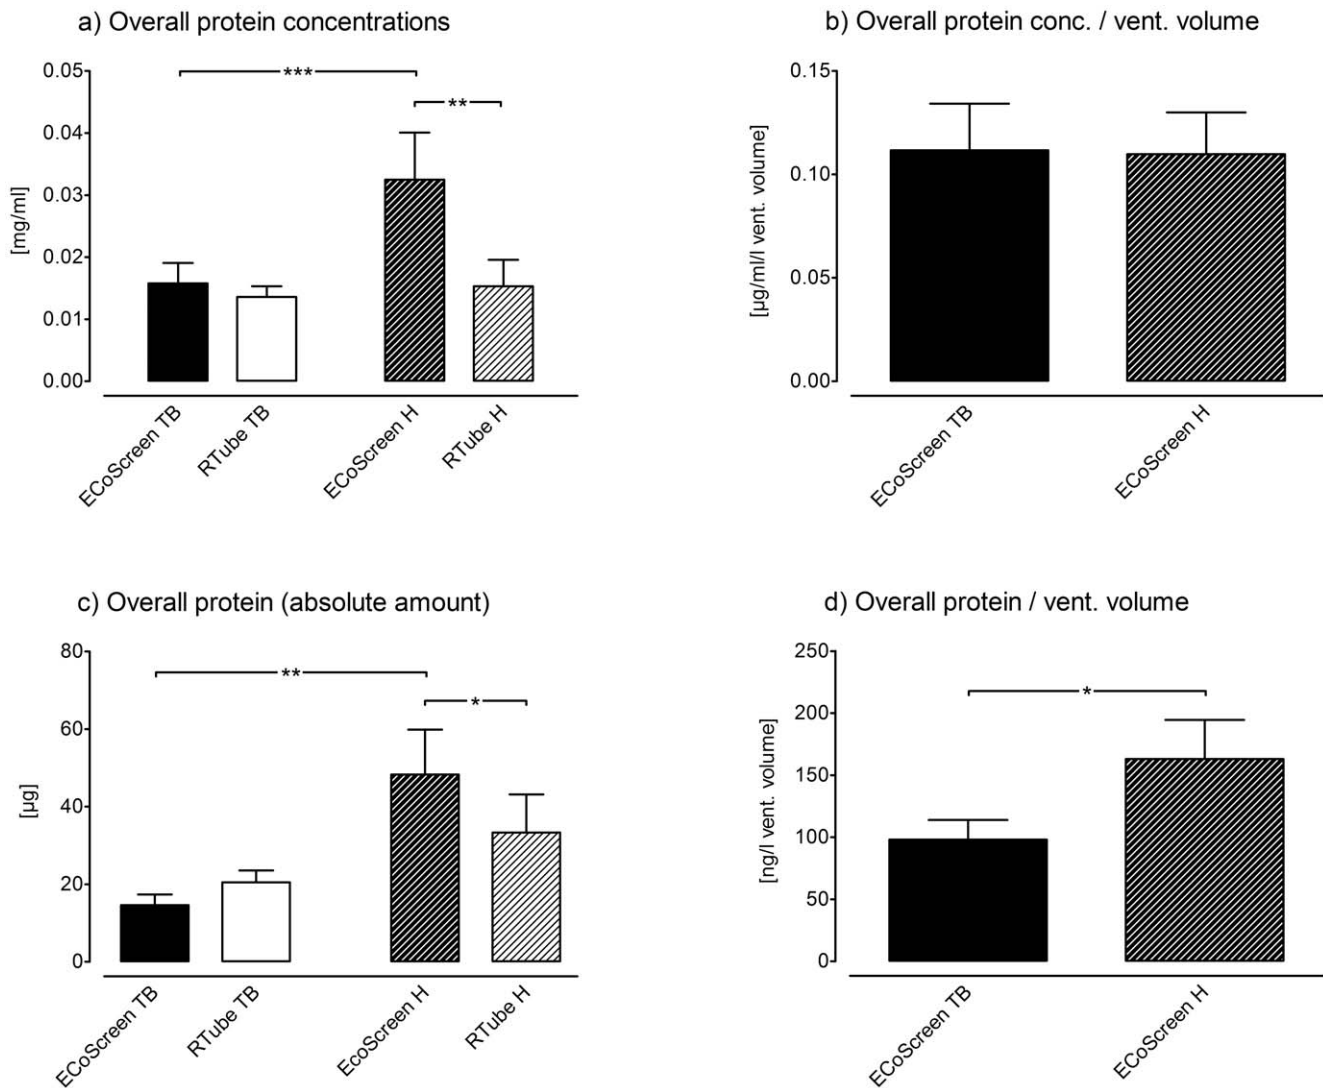 a) Overall protein concentrations
0.05
0.04
0.03
0.02
0.01
0.00
[mg/ml]
***
**
ECoScreen TB
RTube TB
ECoScreen H
RTube H
b) Overall protein conc. / vent. volume
0.15
0.10
0.05
0.00
[µg/ml/l vent. volume]
ECoScreen TB
ECoScreen H
c) Overall protein (absolute amount)
80
60
40
20
0
[µg]
**
*
ECoScreen TB
RTube TB
EcoScreen H
RTube H
d) Overall protein / vent. volume
250
200
150
100
50
0
[ng/l vent. volume]
*
ECoScreen TB
ECoScreen H